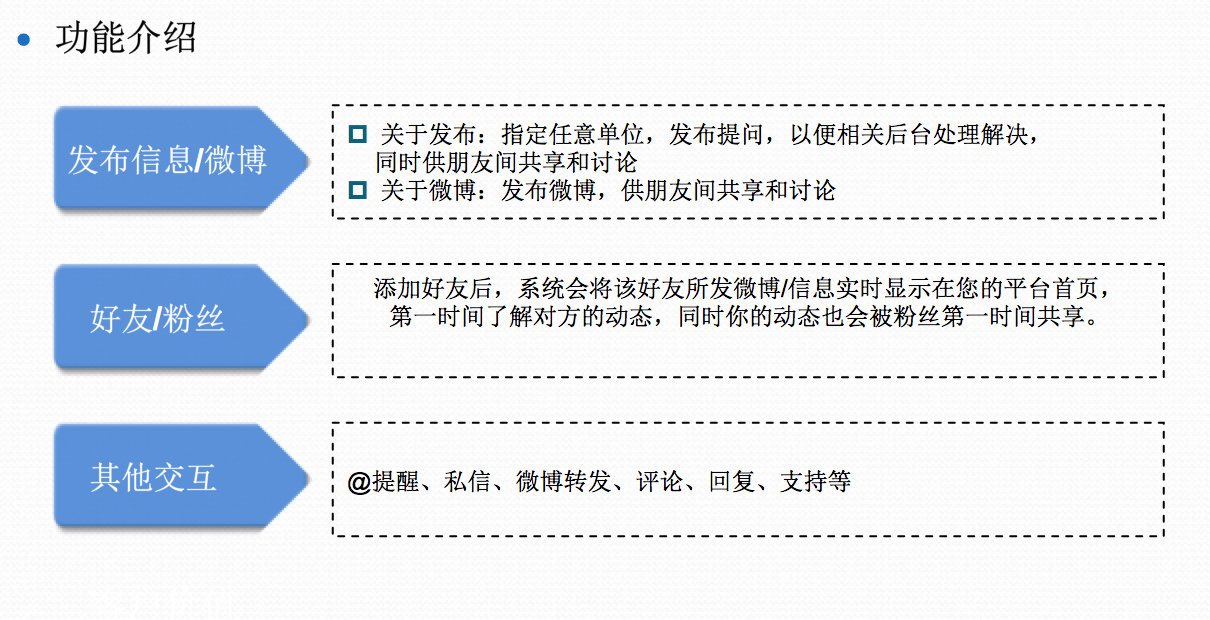 功能介绍
发布信息/微博
关于发布：指定任意单位，发布提问，以便相关后台处理解决，
同时供朋友间共享和讨论
关于微博：发布微博，供朋友间共享和讨论
好友/粉丝
添加好友后，系统会将该好友所发微博/信息实时显示在您的平台首页，
第一时间了解对方的动态，同时你的动态也会被粉丝第一时间共享。
其他交互
@提醒、私信、微博转发、评论、回复、支持等